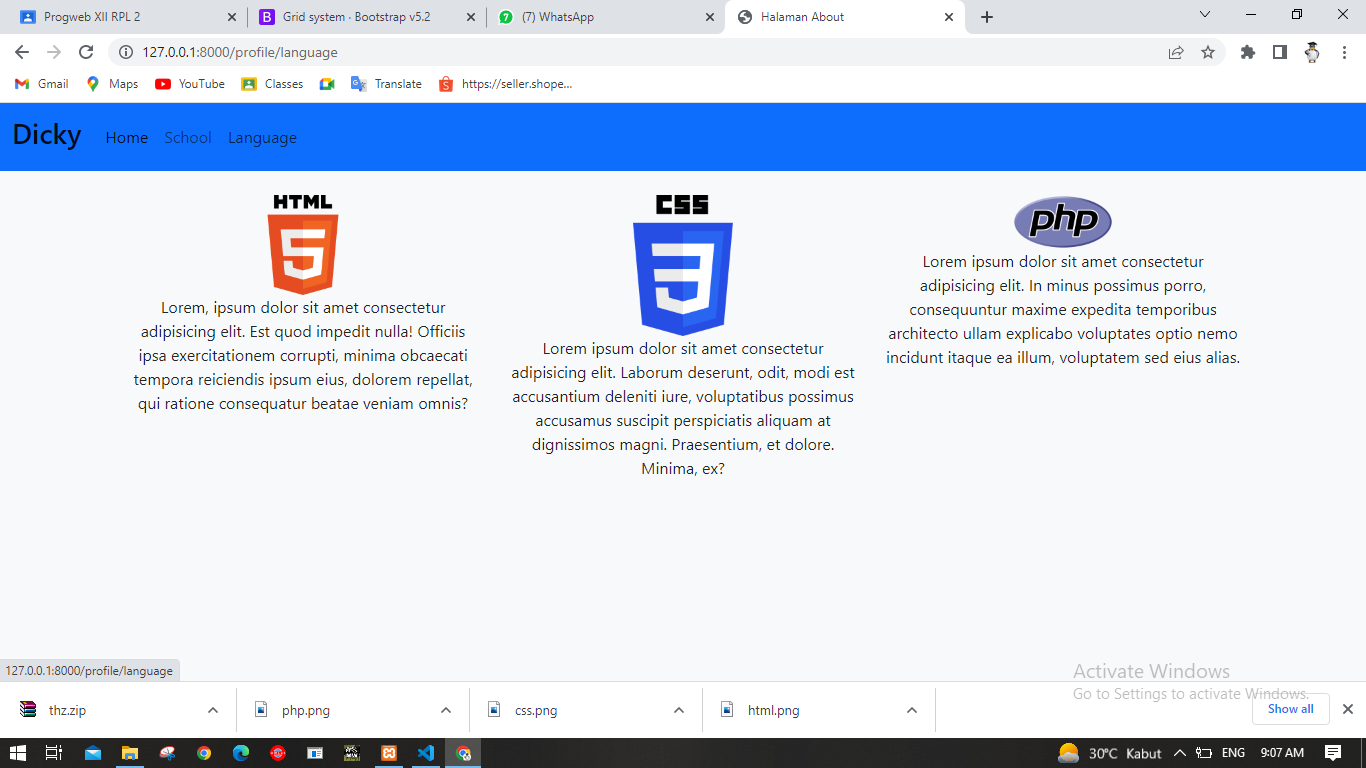 Progweb XII RPL 2
Grid system · Bootstrap v5.2
(7) WhatsApp
Halaman About
127.0.0.1:8000/profile/language
Gmail
Maps
YouTube
Classes
Translate
https://seller.shope...
Dicky
Home
School
Language
HTML
5
Lorem, ipsum dolor sit amet consectetur
adipisicing elit. Est quod impedit nulla! Officiis
ipsa exercitationem corrupti, minima obcaecati
tempora reiciendis ipsum eius, dolorem repellat,
qui ratione consequatur beatae veniam omnis?
CSS
3
Lorem ipsum dolor sit amet consectetur
adipisicing elit. Laborum deserunt, odit, modi est
accusantium deleniti iure, voluptatibus possimus
accusamus suscipit perspiciatis aliquam at
dignissimos magni. Praesentium, et dolore.
Minima, ex?
php
Lorem ipsum dolor sit amet consectetur
adipisicing elit. In minus possimus porro,
consequuntur maxime expedita temporibus
architecto ullam explicabo voluptates optio nemo
incidunt itaque ea illum, voluptatem sed eius alias.
127.0.0.1:8000/profile/language
Activate Windows
Go to Settings to activate Windows.
thz.zip
php.png
css.png
html.png
Show all
30°C Kabut
ENG
9:07 AM